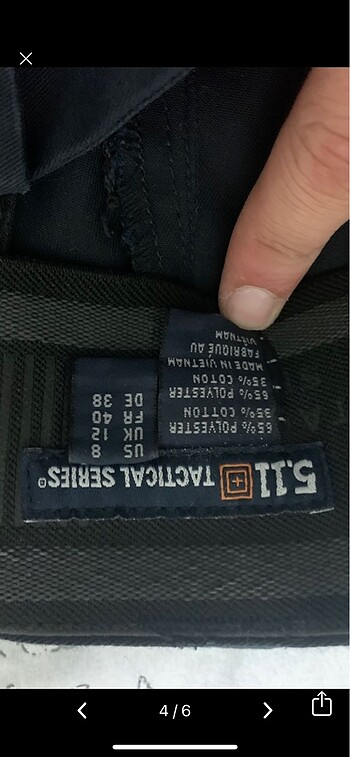 5.11 TACTICAL SERIES®
65% POLYESTER
35% COTTON
65% POLYESTER
35% COTON
MADE IN VIETNAM
FABRIQUE AU
VIETNAM
US 8
UK 12
FR 40
DE 38
4/6